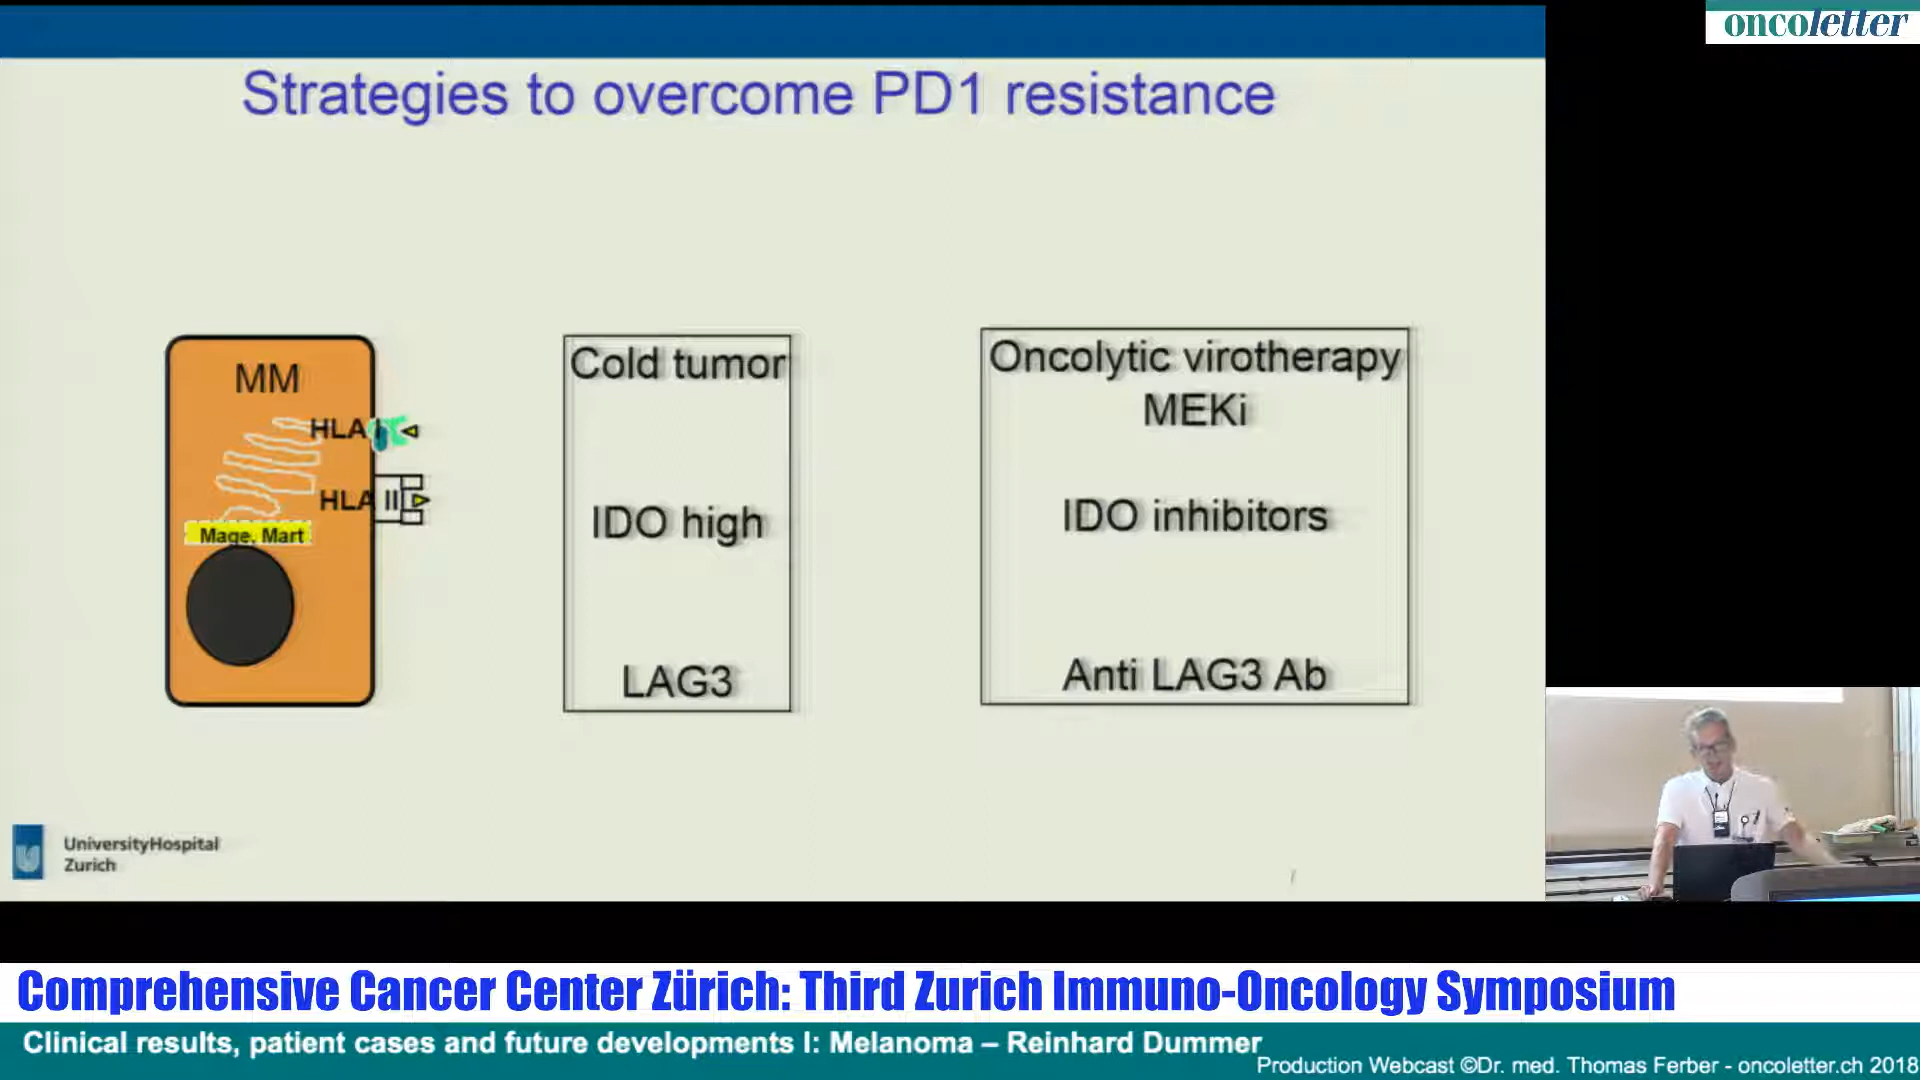 oncoletter
Strategies to overcome PD1 resistance
MM
HLA I
HLA II
Mage, Mart
Cold tumor
IDO high
LAG3
Oncolytic virotherapy
MEKi
IDO inhibitors
Anti LAG3 Ab
UniversityHospital
Zurich
Comprehensive Cancer Center Zürich: Third Zurich Immuno-Oncology Symposium
Clinical results, patient cases and future developments I: Melanoma – Reinhard Dummer
Production Webcast ©Dr. med. Thomas Ferber - oncoletter.ch 2018